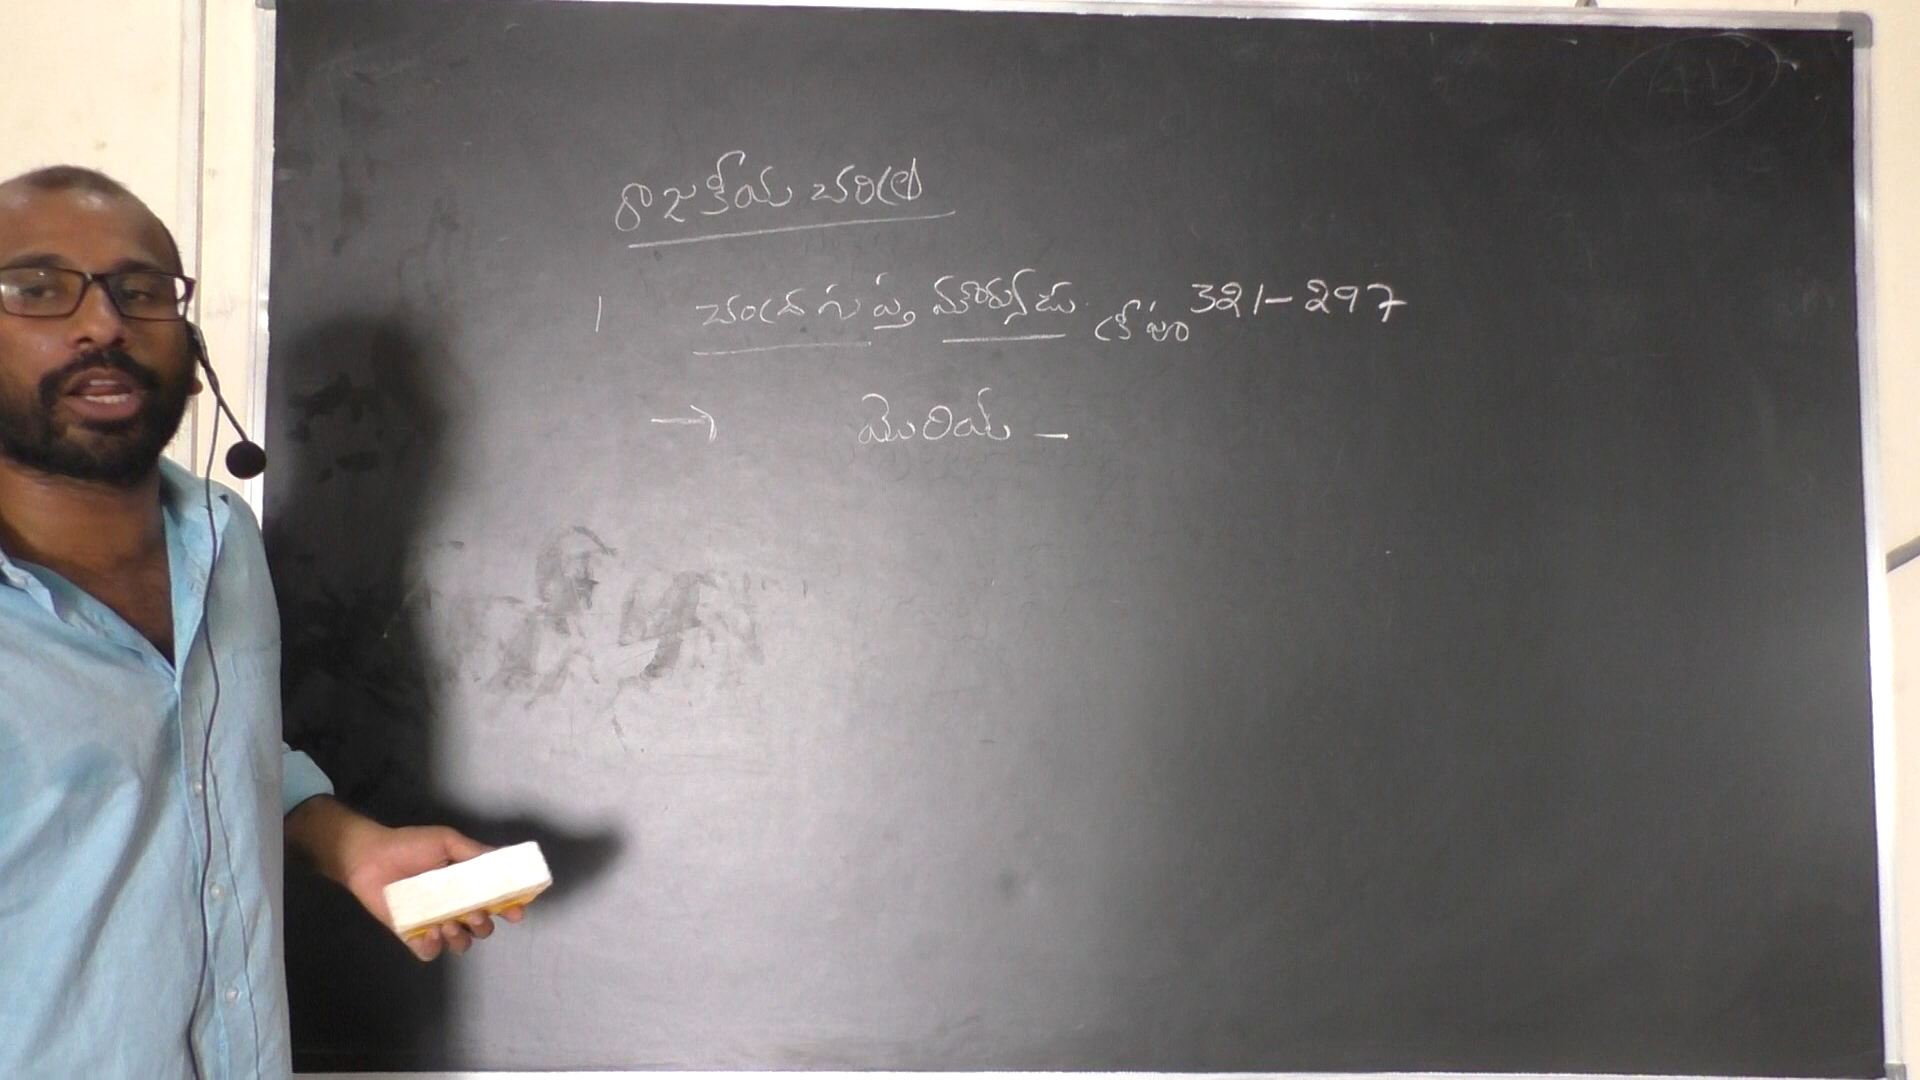 రాజకీయ చరిత్ర
1 చంద్రగుప్త మౌర్యుడు క్రీ.పూ 321-297
→ మొరియ -